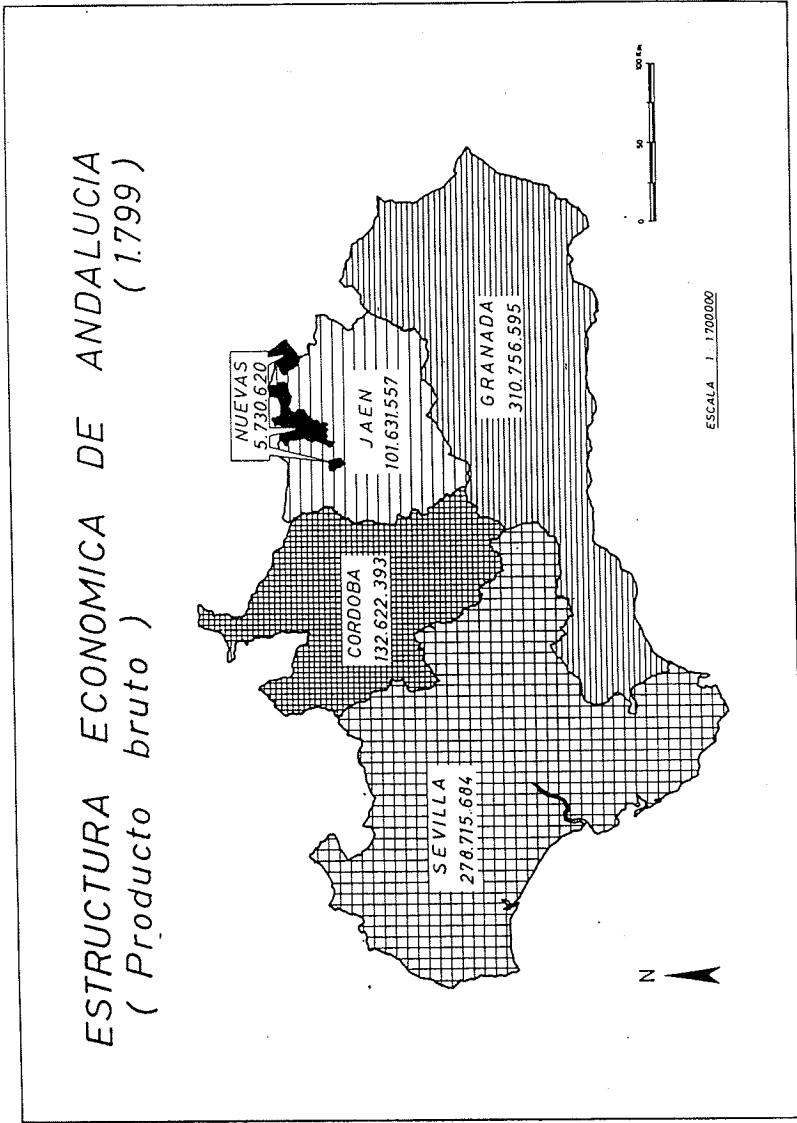 ESTRUCTURA ECONOMICA DE ANDALUCIA
( Producto bruto ) (1.799)
NUEVAS
5.730.620
CORDOBA
132.622.393
JAEN
101.631.557
SEVILLA
278.715.684
GRANADA
310.756.595
N
ESCALA 1 : 1700000
0 50 100 Km